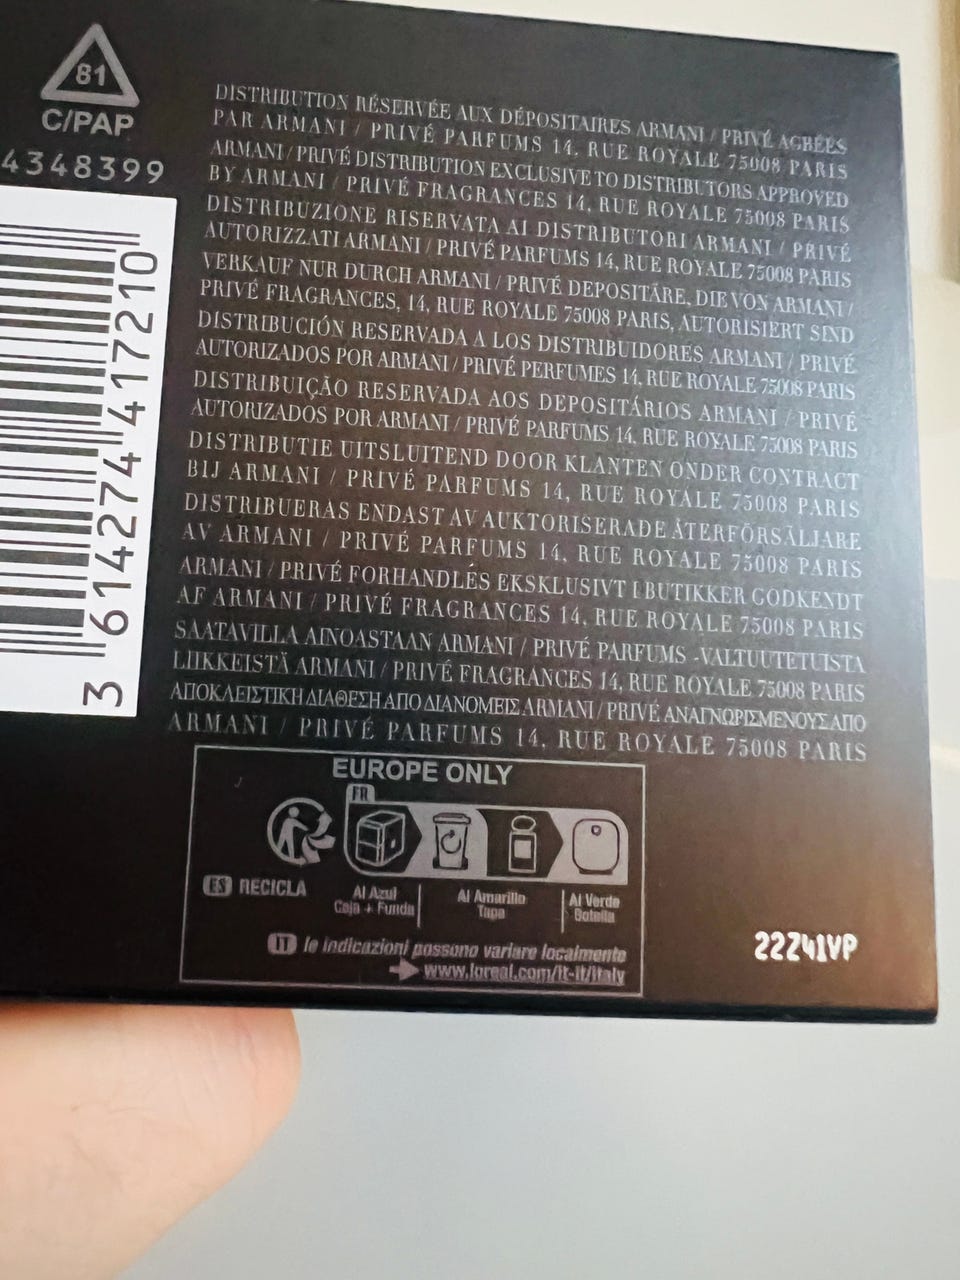 81
C/PAP
4348399
3 614274 417210
DISTRIBUTION RÉSERVÉE AUX DÉPOSITAIRES ARMANI / PRIVÉ AGRÉÉS
PAR ARMANI / PRIVÉ PARFUMS 14, RUE ROYALE 75008 PARIS
ARMANI / PRIVÉ DISTRIBUTION EXCLUSIVE TO DISTRIBUTORS APPROVED
BY ARMANI / PRIVÉ FRAGRANCES 14, RUE ROYALE 75008 PARIS
DISTRIBUZIONE RISERVATA AI DISTRIBUTORI ARMANI / PRIVÉ
AUTORIZZATI ARMANI / PRIVÉ PARFUMS 14, RUE ROYALE 75008 PARIS
VERKAUF NUR DURCH ARMANI / PRIVÉ DEPOSITÄRE, DIE VON ARMANI /
PRIVÉ FRAGRANCES, 14, RUE ROYALE 75008 PARIS, AUTORISIERT SIND
DISTRIBUCIÓN RESERVADA A LOS DISTRIBUIDORES ARMANI / PRIVÉ
AUTORIZADOS POR ARMANI / PRIVÉ PERFUMES 14, RUE ROYALE 75008 PARIS
DISTRIBUIÇÃO RESERVADA AOS DEPOSITÁRIOS ARMANI / PRIVÉ
AUTORIZADOS POR ARMANI / PRIVÉ PARFUMS 14, RUE ROYALE 75008 PARIS
DISTRIBUTIE UITSLUITEND DOOR KLANTEN ONDER CONTRACT
BIJ ARMANI / PRIVÉ PARFUMS 14, RUE ROYALE 75008 PARIS
DISTRIBUERAS ENDAST AV AUKTORISERADE ÅTERFÖRSÄLJARE
AV ARMANI / PRIVÉ PARFUMS 14, RUE ROYALE 75008 PARIS
ARMANI / PRIVÉ FORHANDLES EKSKLUSIVT I BUTIKKER GODKENDT
AF ARMANI / PRIVÉ FRAGRANCES 14, RUE ROYALE 75008 PARIS
SAATAVILLA AINOASTAAN ARMANI / PRIVÉ PARFUMS -VALTUUTETUISTA
LIIKKEISTÄ ARMANI / PRIVÉ FRAGRANCES 14, RUE ROYALE 75008 PARIS
ΑΠΟΚΛΕΙΣΤΙΚΗ ΔΙΑΘΕΣΗ ΑΠΟ ΔΙΑΝΟΜΕΙΣ ARMANI / PRIVÉ ΑΝΑΓΝΩΡΙΣΜΕΝΟΥΣ ΑΠΟ
ARMANI / PRIVÉ PARFUMS 14, RUE ROYALE 75008 PARIS
EUROPE ONLY
FR
ES RECICLA
Al Azul
Caja + Funda
Al Amarillo
Tapa
Al Verde
Botella
IT le indicazioni possono variare localmente
www.loreal.com/it-it/italy
22Z41VP